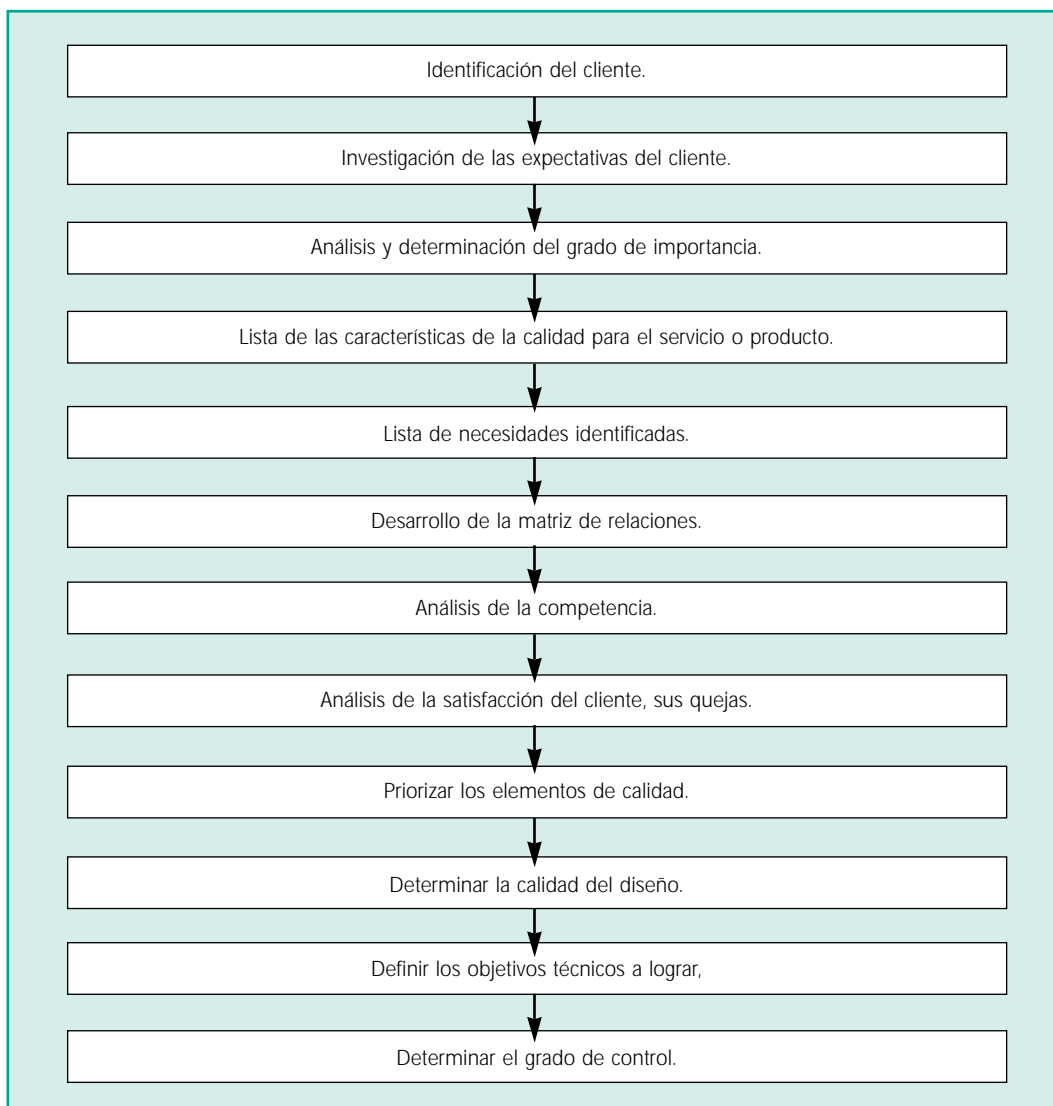 Identificación del cliente.
Investigación de las expectativas del cliente.
Análisis y determinación del grado de importancia.
Lista de las características de la calidad para el servicio o producto.
Lista de necesidades identificadas.
Desarrollo de la matriz de relaciones.
Análisis de la competencia.
Análisis de la satisfacción del cliente, sus quejas.
Priorizar los elementos de calidad.
Determinar la calidad del diseño.
Definir los objetivos técnicos a lograr,
Determinar el grado de control.